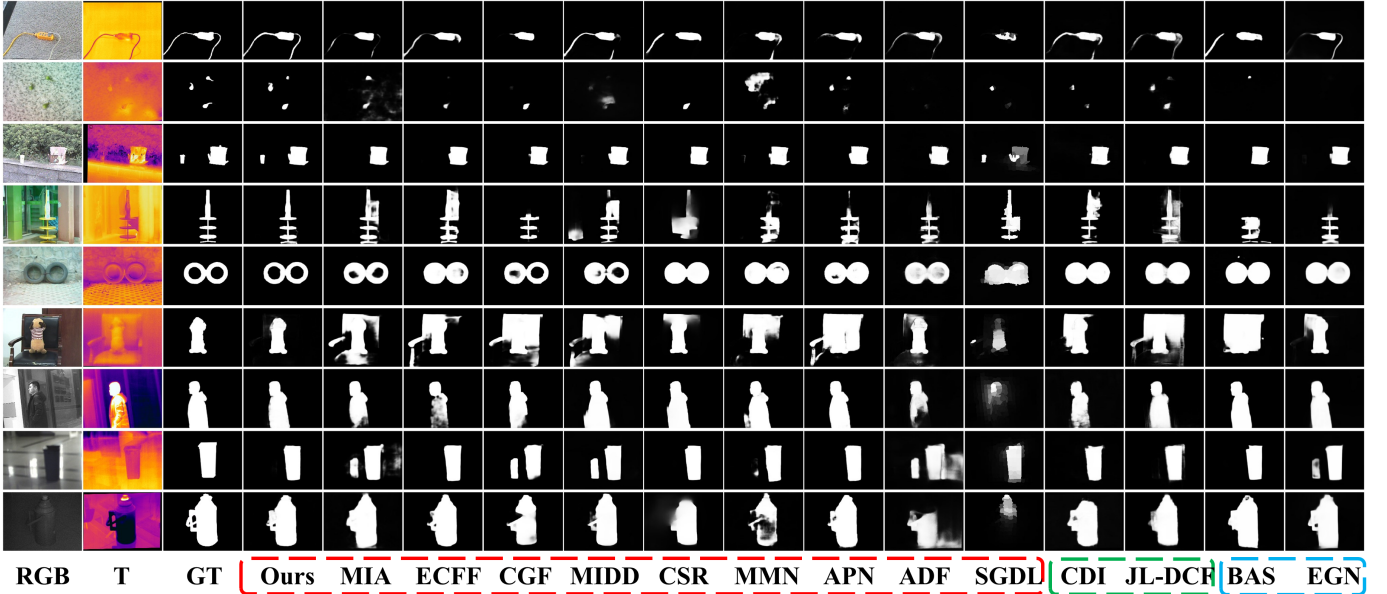 RGB T GT Ours MIA ECFF CGF MIDD CSR MMN APN ADF SGDL CDI JL-DCF BAS EGN